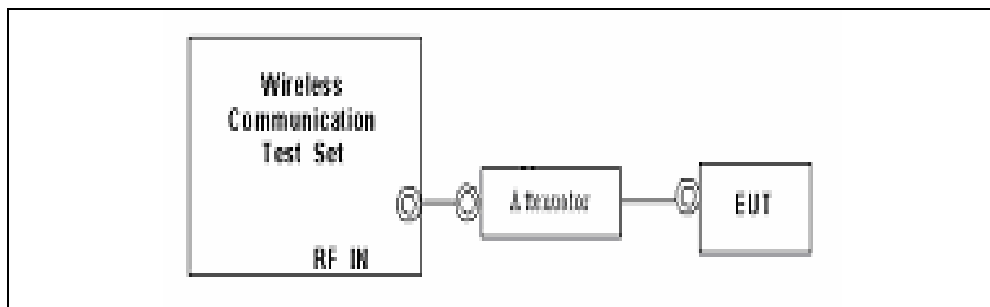 Wireless
Communication
Test Set
Attenuator
EUT
RF IN